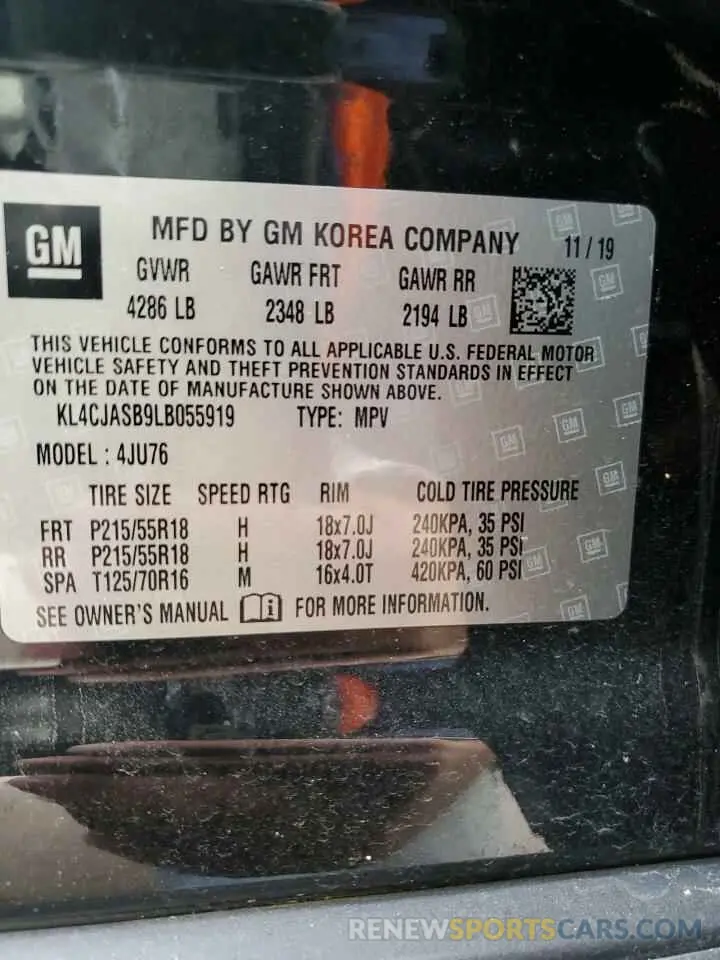 GM
MFD BY GM KOREA COMPANY 11/19
GVWR GAWR FRT GAWR RR
4286 LB 2348 LB 2194 LB
THIS VEHICLE CONFORMS TO ALL APPLICABLE U.S. FEDERAL MOTOR
VEHICLE SAFETY AND THEFT PREVENTION STANDARDS IN EFFECT
ON THE DATE OF MANUFACTURE SHOWN ABOVE.
KL4CJASB9LB055919 TYPE: MPV
MODEL : 4JU76
TIRE SIZE SPEED RTG RIM COLD TIRE PRESSURE
FRT P215/55R18 H 18x7.0J 240KPA, 35 PSI
RR P215/55R18 H 18x7.0J 240KPA, 35 PSI
SPA T125/70R16 M 16x4.0T 420KPA, 60 PSI
SEE OWNER'S MANUAL FOR MORE INFORMATION.
RENEWSPORTSCARS.COM